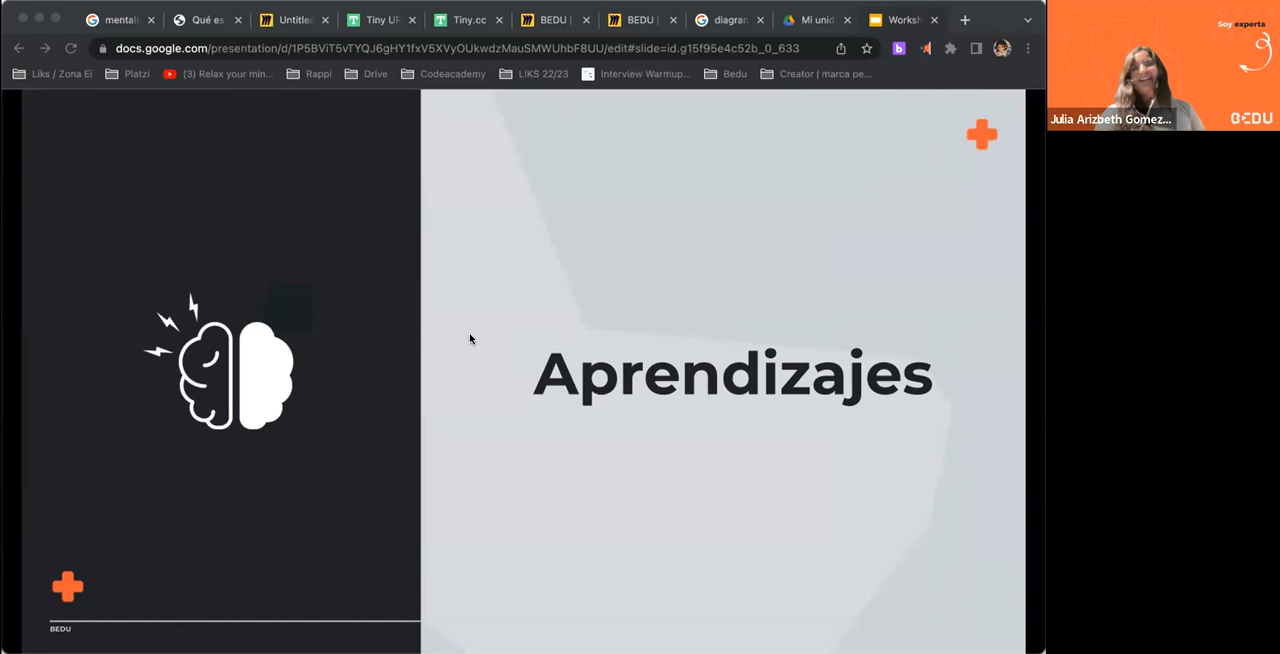 mentali
Qué es
Untitle
Tiny UR
Tiny.cc
BEDU |
BEDU |
diagran
Mi unid
Worksh
docs.google.com/presentation/d/1P5BViT5vTYQJ6gHY1fxV5XVyOUkwdzMauSMWUhbF8UU/edit#slide=id.g15f95e4c52b_0_633
Liks / Zona Ei
Platzi
(3) Relax your min...
Rappi
Drive
Codeacademy
LIKS 22/23
Interview Warmup...
Bedu
Creator | marca pe...
Soy experta
Julia Arizbeth Gomez...
BEDU
Aprendizajes
BEDU